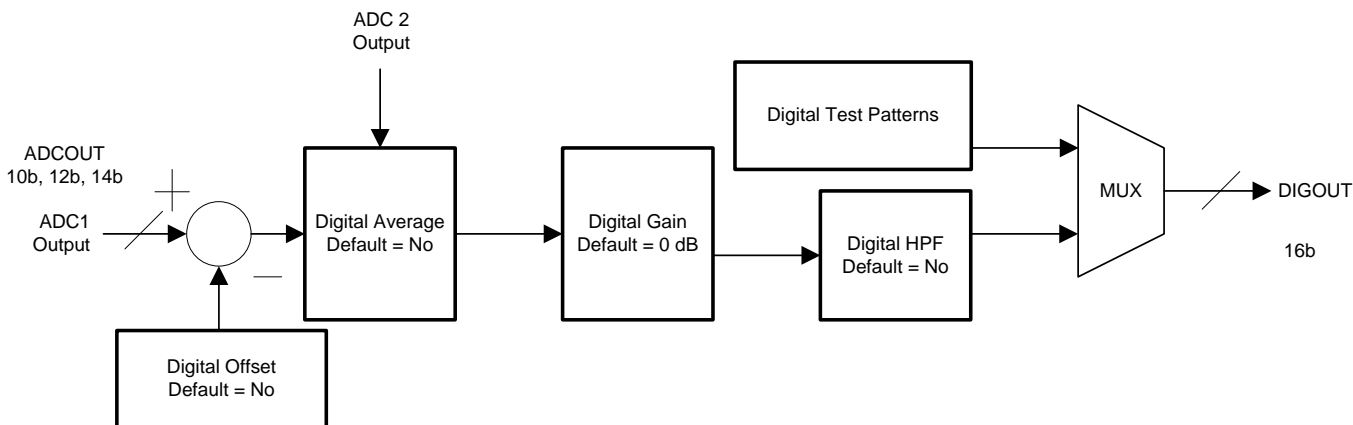 ADC 2
Output
ADCOUT
10b, 12b, 14b
ADC1
Output
+
−
Digital Offset
Default = No
Digital Average
Default = No
Digital Gain
Default = 0 dB
Digital Test Patterns
Digital HPF
Default = No
MUX
DIGOUT
16b